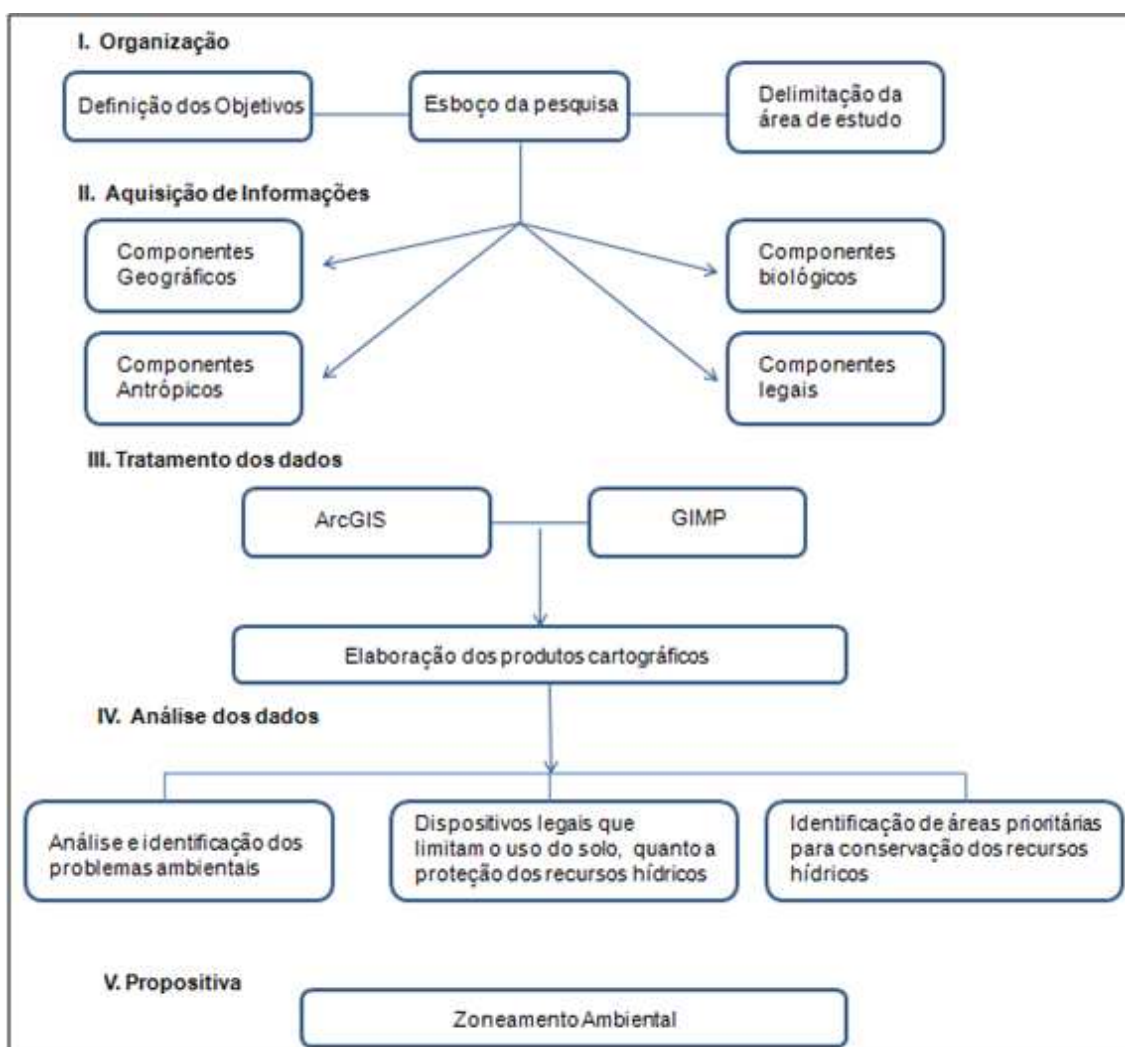 I. Organização
Definição dos Objetivos
Esboço da pesquisa
Delimitação da
área de estudo
II. Aquisição de Informações
Componentes
Geográficos
Componentes
biológicos
Componentes
Antrópicos
Componentes
legais
III. Tratamento dos dados
ArcGIS
GIMP
Elaboração dos produtos cartográficos
IV. Análise dos dados
Análise e identificação dos
problemas ambientais
Dispositivos legais que
limitam o uso do solo, quanto a
proteção dos recursos hídricos
Identificação de áreas prioritárias
para conservação dos recursos
hídricos
V. Propositiva
Zoneamento Ambiental